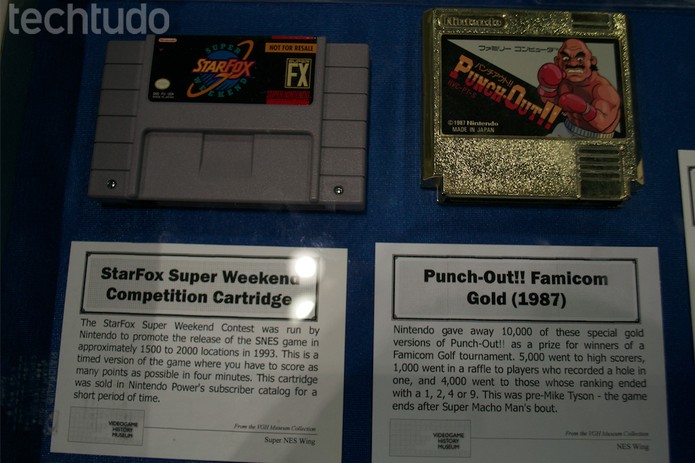 techtudo
Nintendo
SUPER
STARFOX
WEEKEND
NOT FOR RESALE
SUPER
FX
ファミリー コンピュータ
パンチアウト!!
PUNCH-OUT!!
©1987 Nintendo
MADE IN JAPAN
StarFox Super Weekend
Competition Cartridge
The StarFox Super Weekend Contest was run by
Nintendo to promote the release of the SNES game in
approximately 1500 to 2000 locations in 1993. This is a
timed version of the game where you have to score as
many points as possible in four minutes. This cartridge
was sold in Nintendo Power's subscriber catalog for a
short period of time.
VIDEOGAME
HISTORY
MUSEUM
From the VGH Museum Collection
Super NES Wing
Punch-Out!! Famicom
Gold (1987)
Nintendo gave away 10,000 of these special gold
versions of Punch-Out!! as a prize for winners of a
Famicom Golf tournament. 5,000 went to high scorers,
1,000 went in a raffle to players who recorded a hole in
one, and 4,000 went to those whose ranking ended
with a 1, 2, 4 or 9. This was pre-Mike Tyson - the game
ends after Super Macho Man's bout.
VIDEOGAME
HISTORY
MUSEUM
From the VGH Museum Collection
NES Wing